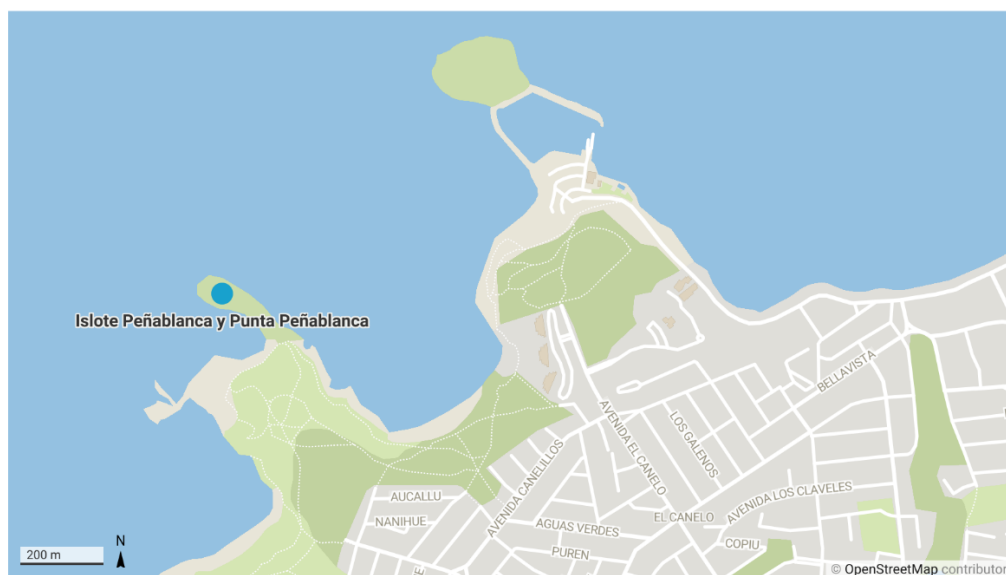 Islote Peñablanca y Punta Peñablanca
BELLAVISTA
LOS GALENOS
AVENIDA EL CANELO
AVENIDA CANELILLOS
AVENIDA LOS CLAVELES
AUCALLU
NANIHUE
AGUAS VERDES
EL CANELO
PUREN
COPIU
200 m
N
© OpenStreetMap contributor